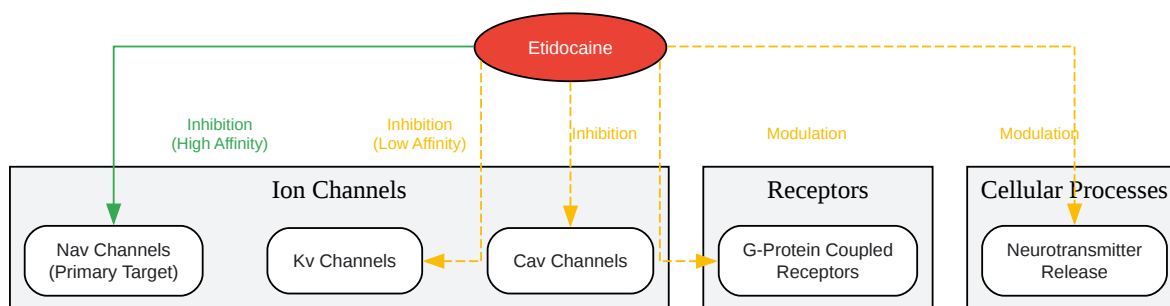 Etidocaine
Inhibition
(High Affinity)
Inhibition
(Low Affinity)
Inhibition
Modulation
Modulation
Ion Channels
Receptors
Cellular Processes
Nav Channels
(Primary Target)
Kv Channels
Cav Channels
G-Protein Coupled
Receptors
Neurotransmitter
Release